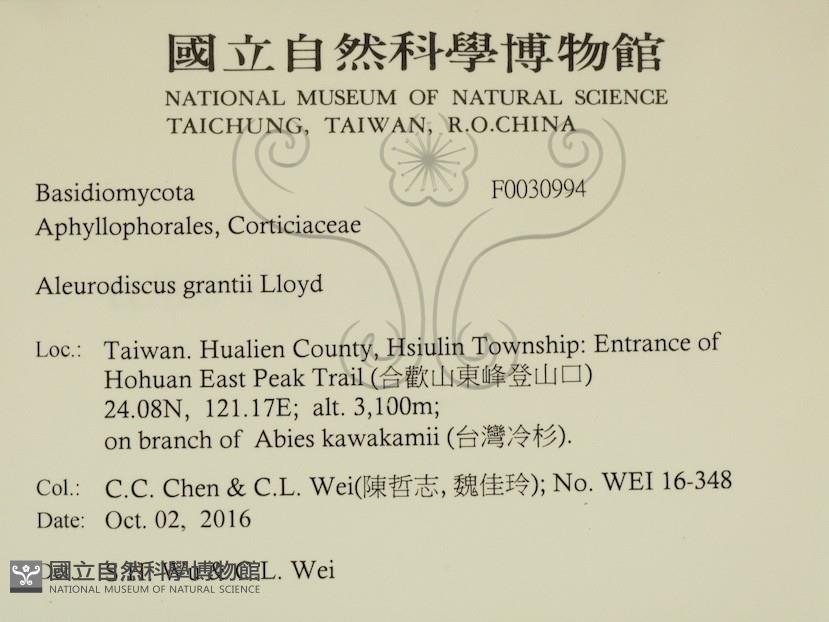 國立自然科學博物館
NATIONAL MUSEUM OF NATURAL SCIENCE
TAICHUNG, TAIWAN, R.O.CHINA
Basidiomycota F0030994
Aphyllophorales, Corticiaceae
Aleurodiscus grantii Lloyd
Loc.: Taiwan. Hualien County, Hsiulin Township: Entrance of
Hohuan East Peak Trail (合歡山東峰登山口)
24.08N, 121.17E; alt. 3,100m;
on branch of Abies kawakamii (台灣冷杉).
Col.: C.C. Chen & C.L. Wei(陳哲志, 魏佳玲); No. WEI 16-348
Date: Oct. 02, 2016
Wu & C.L. Wei
國立自然科學博物館
NATIONAL MUSEUM OF NATURAL SCIENCE